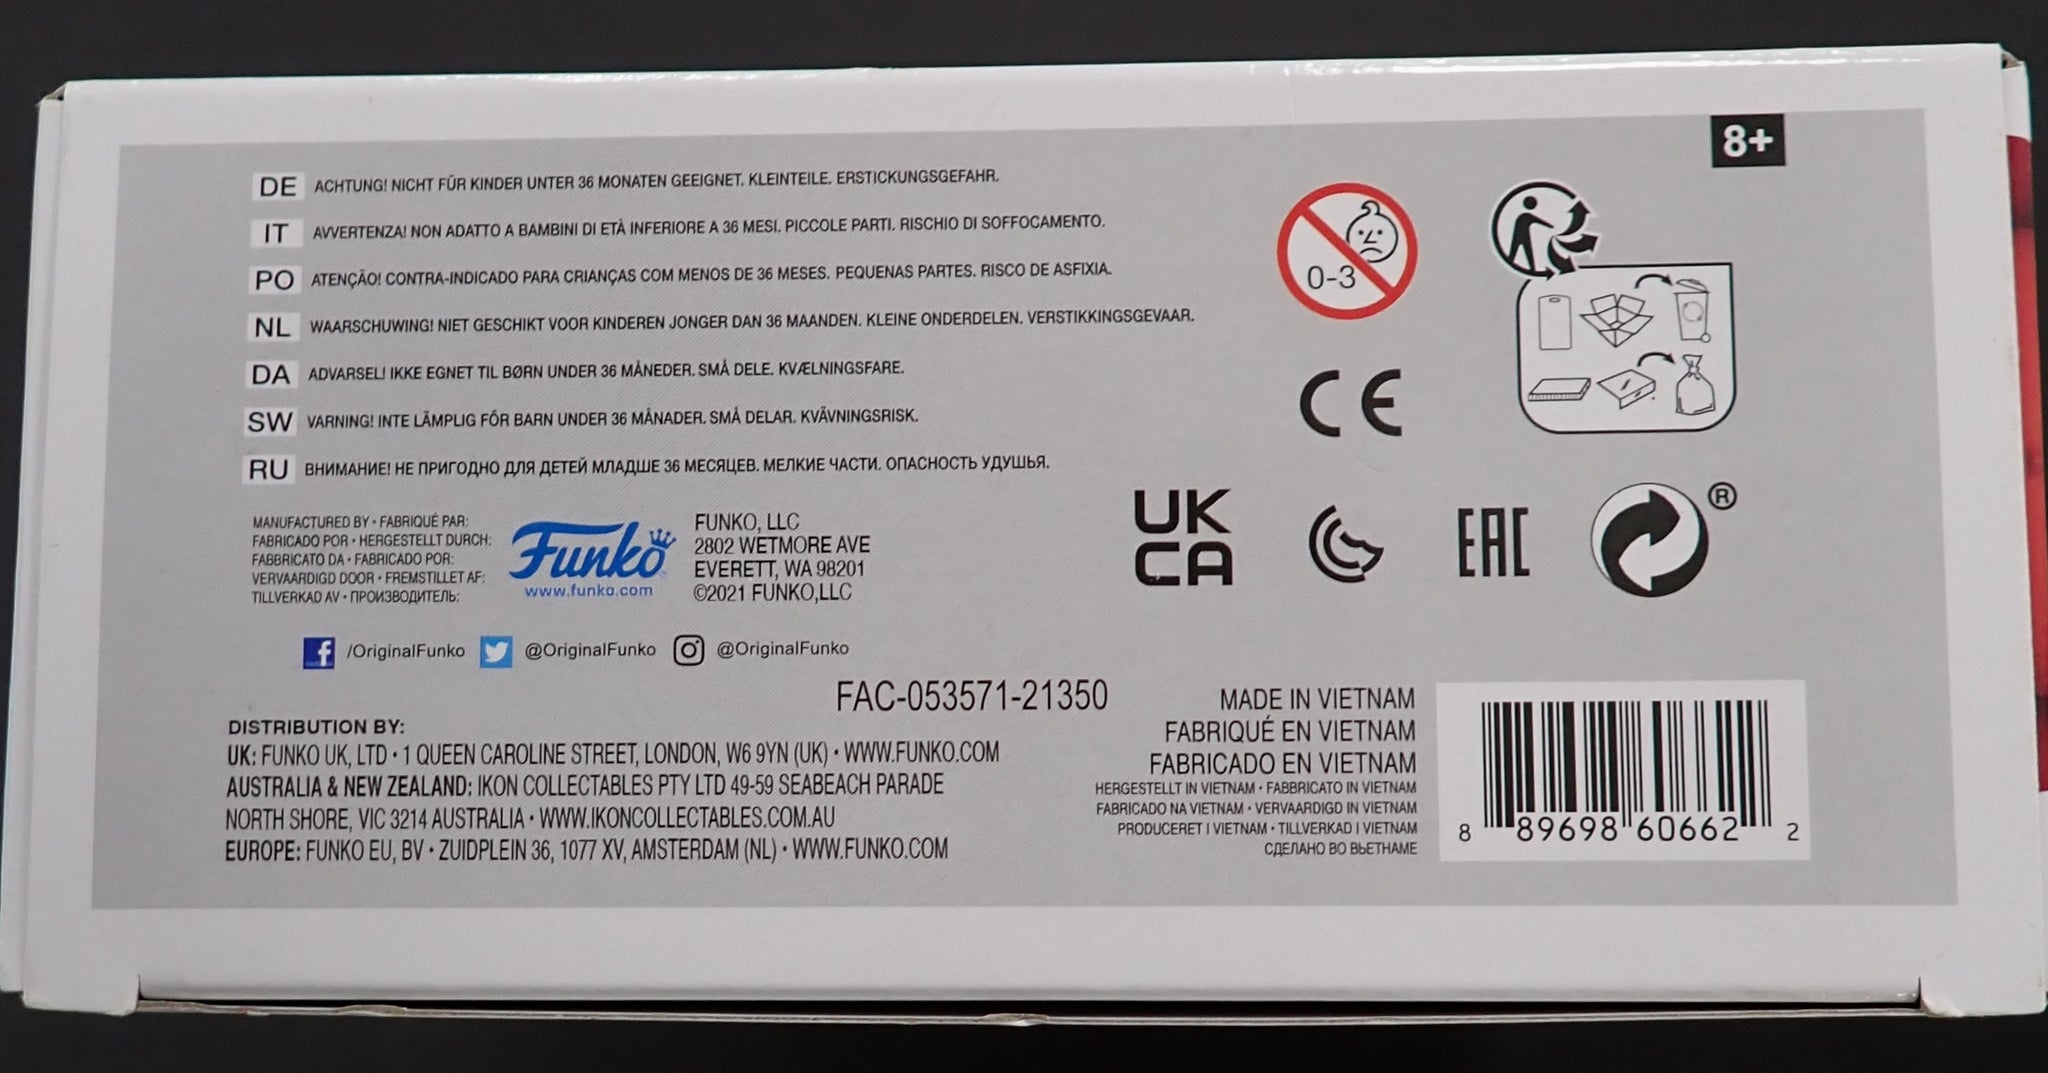 8+
DE ACHTUNG! NICHT FÜR KINDER UNTER 36 MONATEN GEEIGNET. KLEINTEILE. ERSTICKUNGSGEFAHR.
IT AVVERTENZA! NON ADATTO A BAMBINI DI ETÀ INFERIORE A 36 MESI. PICCOLE PARTI. RISCHIO DI SOFFOCAMENTO.
PO ATENÇÃO! CONTRA-INDICADO PARA CRIANÇAS COM MENOS DE 36 MESES. PEQUENAS PARTES. RISCO DE ASFIXIA.
NL WAARSCHUWING! NIET GESCHIKT VOOR KINDEREN JONGER DAN 36 MAANDEN. KLEINE ONDERDELEN. VERSTIKKINGSGEVAAR.
DA ADVARSEL! IKKE EGNET TIL BØRN UNDER 36 MÅNEDER. SMÅ DELE. KVÆLNINGSFARE.
SW VARNING! INTE LÄMPLIG FÖR BARN UNDER 36 MÅNADER. SMÅ DELAR. KVÄVNINGSRISK.
RU ВНИМАНИЕ! НЕ ПРИГОДНО ДЛЯ ДЕТЕЙ МЛАДШЕ 36 МЕСЯЦЕВ. МЕЛКИЕ ЧАСТИ. ОПАСНОСТЬ УДУШЬЯ.
0-3
CE
UK
CA
EAC
®
MANUFACTURED BY • FABRIQUÉ PAR:
FABRICADO POR • HERGESTELLT DURCH:
FABBRICATO DA • FABRICADO POR:
VERVAARDIGD DOOR • FREMSTILLET AF:
TILLVERKAD AV • ПРОИЗВОДИТЕЛЬ:
Funko
www.funko.com
FUNKO, LLC
2802 WETMORE AVE
EVERETT, WA 98201
©2021 FUNKO,LLC
/OriginalFunko @OriginalFunko @OriginalFunko
FAC-053571-21350
DISTRIBUTION BY:
UK: FUNKO UK, LTD • 1 QUEEN CAROLINE STREET, LONDON, W6 9YN (UK) • WWW.FUNKO.COM
AUSTRALIA & NEW ZEALAND: IKON COLLECTABLES PTY LTD 49-59 SEABEACH PARADE
NORTH SHORE, VIC 3214 AUSTRALIA • WWW.IKONCOLLECTABLES.COM.AU
EUROPE: FUNKO EU, BV • ZUIDPLEIN 36, 1077 XV, AMSTERDAM (NL) • WWW.FUNKO.COM
MADE IN VIETNAM
FABRIQUÉ EN VIETNAM
FABRICADO EN VIETNAM
HERGESTELLT IN VIETNAM • FABBRICATO IN VIETNAM
FABRICADO NA VIETNAM • VERVAARDIGD IN VIETNAM
PRODUCERET I VIETNAM • TILLVERKAD I VIETNAM
СДЕЛАНО ВО ВЬЕТНАМЕ
8 89698 60662 2